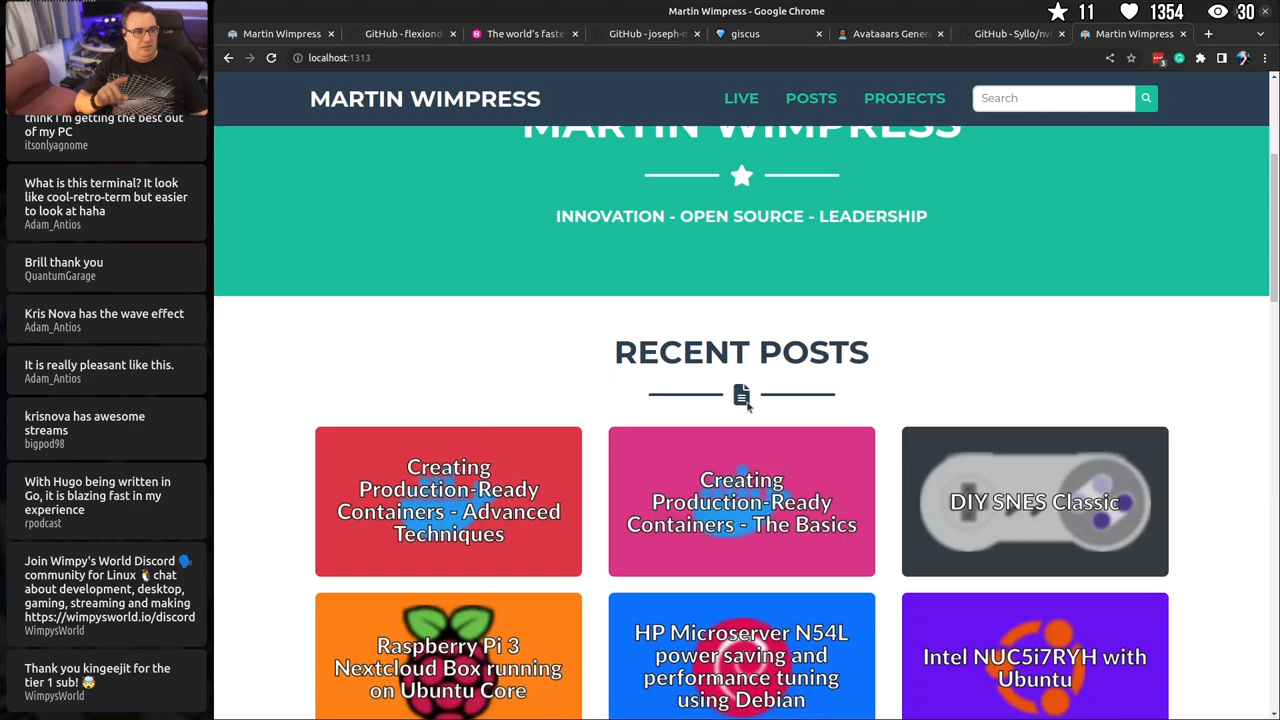 Martin Wimpress - Google Chrome
11
1354
30
Martin Wimpress
GitHub - flexiond
The world's faste
GitHub - joseph-n
giscus
Avataaars Gener
GitHub - Syllo/nv
Martin Wimpress
localhost:1313
3
MARTIN WIMPRESS
LIVE
POSTS
PROJECTS
Search
MARTIN WIMPRESS
INNOVATION - OPEN SOURCE - LEADERSHIP
RECENT POSTS
Creating
Production-Ready
Containers - Advanced
Techniques
Creating
Production-Ready
Containers - The Basics
DIY SNES Classic
Raspberry Pi 3
Nextcloud Box running
on Ubuntu Core
HP Microserver N54L
power saving and
performance tuning
using Debian
Intel NUC5i7RYH with
Ubuntu
think I'm getting the best out
of my PC
itsonlyagnome
What is this terminal? It look
like cool-retro-term but easier
to look at haha
Adam_Antios
Brill thank you
QuantumGarage
Kris Nova has the wave effect
Adam_Antios
It is really pleasant like this.
Adam_Antios
krisnova has awesome
streams
bigpod98
With Hugo being written in
Go, it is blazing fast in my
experience
rpodcast
Join Wimpy's World Discord 🗣️
community for Linux 🐧 chat
about development, desktop,
gaming, streaming and making
https://wimpysworld.io/discord
WimpysWorld
Thank you kingeejit for the
tier 1 sub! 🤯
WimpysWorld